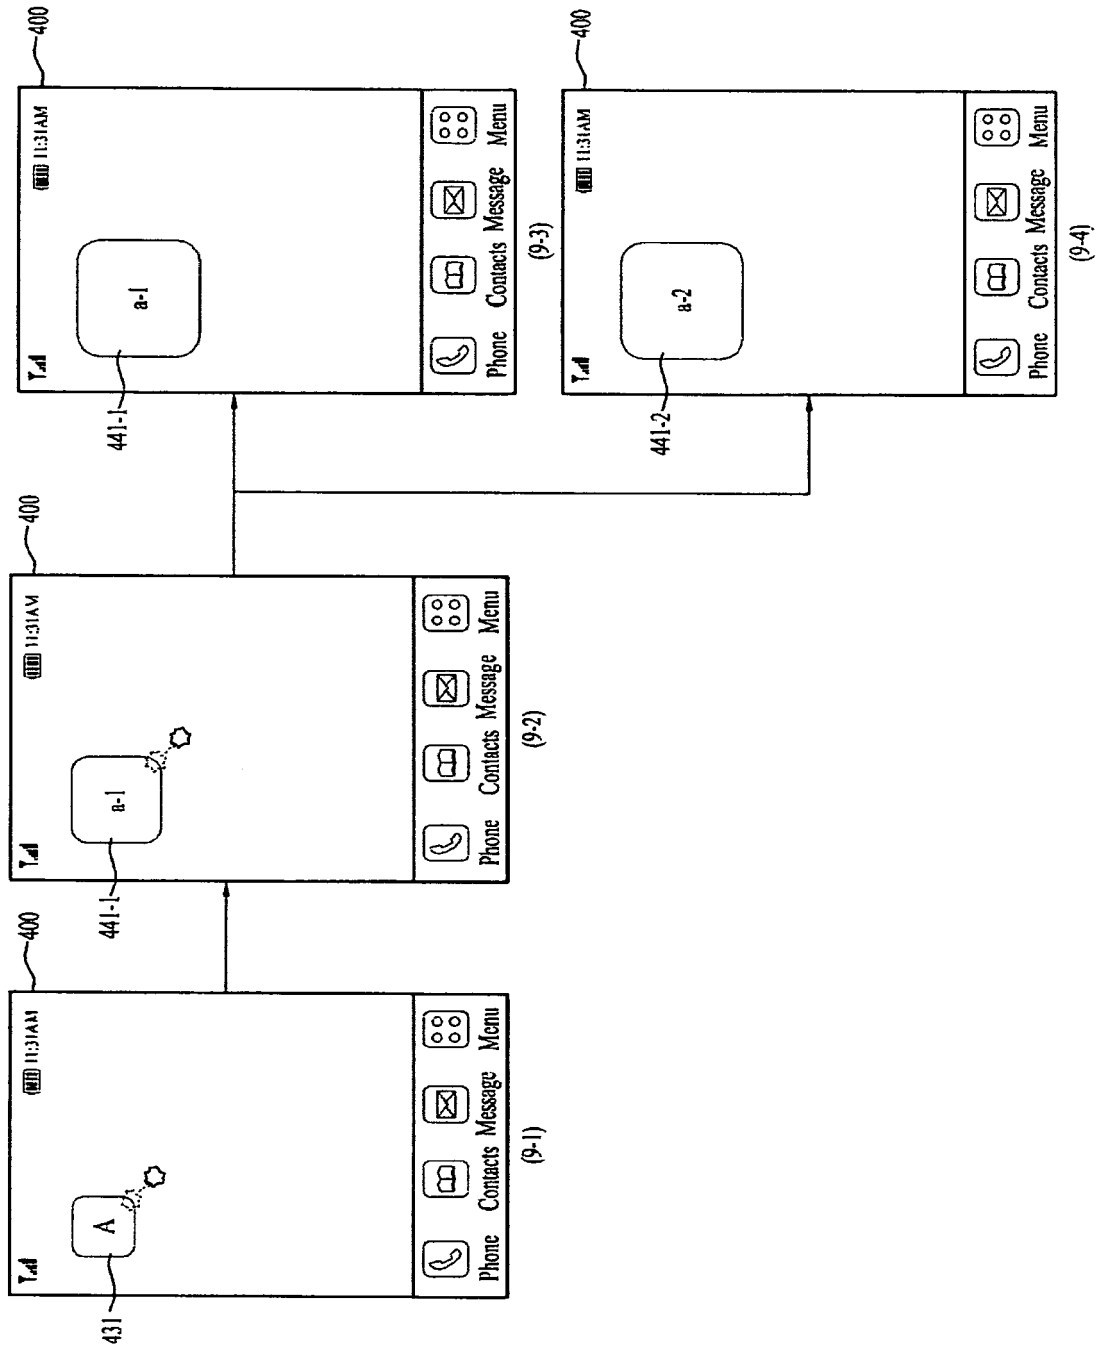 400
11:31AM
A
431
Phone Contacts Message Menu
(9-1)
400
11:31AM
a-1
441-1
Phone Contacts Message Menu
(9-2)
400
11:31AM
a-1
441-1
Phone Contacts Message Menu
(9-3)
400
11:31AM
a-2
441-2
Phone Contacts Message Menu
(9-4)